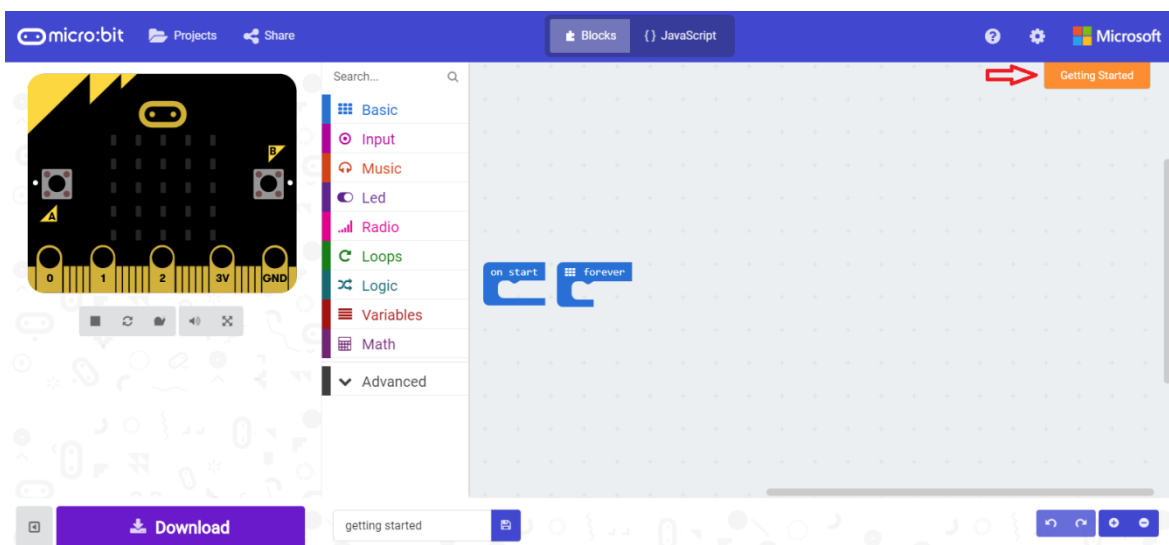 micro:bit Projects Share Blocks {} JavaScript ? Microsoft
Search...
Getting Started
Basic
Input
Music
Led
Radio
Loops
Logic
Variables
Math
Advanced
B
A
0 1 2 3V GND
on start forever
Download
getting started